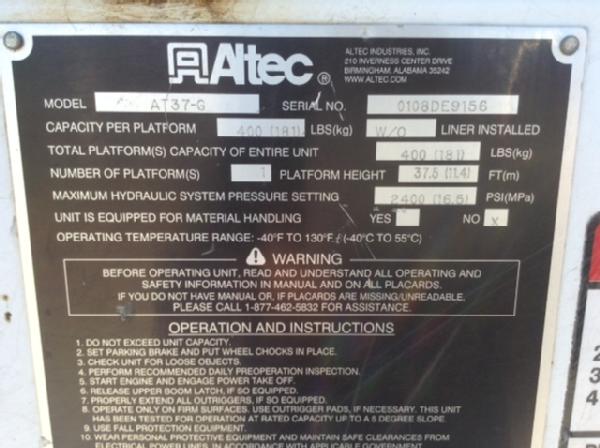 Altec ®
ALTEC INDUSTRIES, INC.
210 INVERNESS CENTER DRIVE
BIRMINGHAM, ALABAMA 35242
WWW.ALTEC.COM
MODEL AT37-G SERIAL NO. 0108DE9156
CAPACITY PER PLATFORM 400 (181) LBS(kg) W/O LINER INSTALLED
TOTAL PLATFORM(S) CAPACITY OF ENTIRE UNIT 400 (181) LBS(kg)
NUMBER OF PLATFORM(S) 1 PLATFORM HEIGHT 37.5 (11.4) FT(m)
MAXIMUM HYDRAULIC SYSTEM PRESSURE SETTING 2400 (16.5) PSI(MPa)
UNIT IS EQUIPPED FOR MATERIAL HANDLING YES NO X
OPERATING TEMPERATURE RANGE: -40°F TO 130°F (-40°C TO 55°C)
WARNING
BEFORE OPERATING UNIT, READ AND UNDERSTAND ALL OPERATING AND
SAFETY INFORMATION IN MANUAL AND ON ALL PLACARDS.
IF YOU DO NOT HAVE MANUAL OR, IF PLACARDS ARE MISSING/UNREADABLE,
PLEASE CALL 1-877-462-5832 FOR ASSISTANCE.
OPERATION AND INSTRUCTIONS
1. DO NOT EXCEED UNIT CAPACITY.
2. SET PARKING BRAKE AND PUT WHEEL CHOCKS IN PLACE.
3. CHECK UNIT FOR LOOSE OBJECTS.
4. PERFORM RECOMMENDED DAILY PREOPERATION INSPECTION.
5. START ENGINE AND ENGAGE POWER TAKE OFF.
6. RELEASE UPPER BOOM LATCH, IF SO EQUIPPED.
7. PROPERLY EXTEND ALL OUTRIGGERS, IF SO EQUIPPED.
8. OPERATE ONLY ON FIRM SURFACES. USE OUTRIGGER PADS, IF NECESSARY. THIS UNIT
HAS BEEN TESTED FOR OPERATION AT RATED CAPACITY UP TO A 5 DEGREE SLOPE.
9. USE FALL PROTECTION EQUIPMENT.
10. WEAR PERSONAL PROTECTIVE EQUIPMENT AND MAINTAIN SAFE CLEARANCES FROM
ELECTRICAL POWER LINES, IN ACCORDANCE WITH APPLICABLE GOVERNMENT
2
3
4